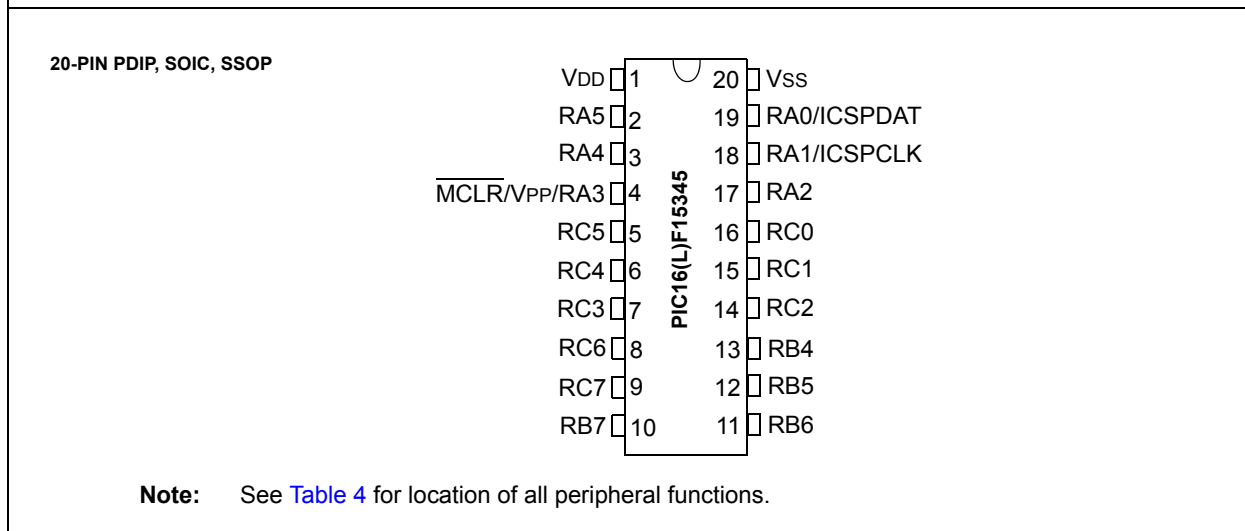 20-PIN PDIP, SOIC, SSOP
VDD 1 20 VSS
RA5 2 19 RA0/ICSPDAT
RA4 3 18 RA1/ICSPCLK
MCLR/VPP/RA3 4 17 RA2
RC5 5 16 RC0
RC4 6 15 RC1
RC3 7 14 RC2
RC6 8 13 RB4
RC7 9 12 RB5
RB7 10 11 RB6
PIC16(L)F15345
Note: See Table 4 for location of all peripheral functions.